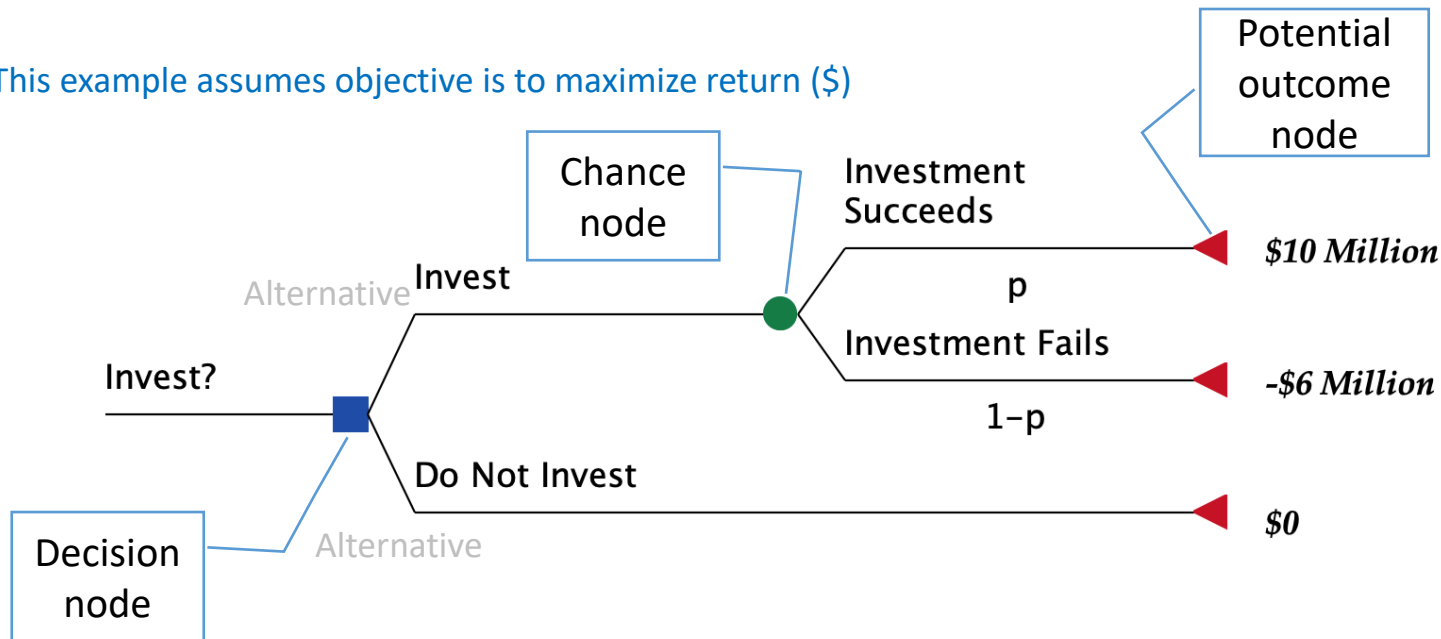 This example assumes objective is to maximize return ($)
Potential
outcome
node
Chance
node
Investment
Succeeds
$10 Million
p
Alternative
Invest
Investment Fails
-$6 Million
1-p
Invest?
Do Not Invest
$0
Alternative
Decision
node